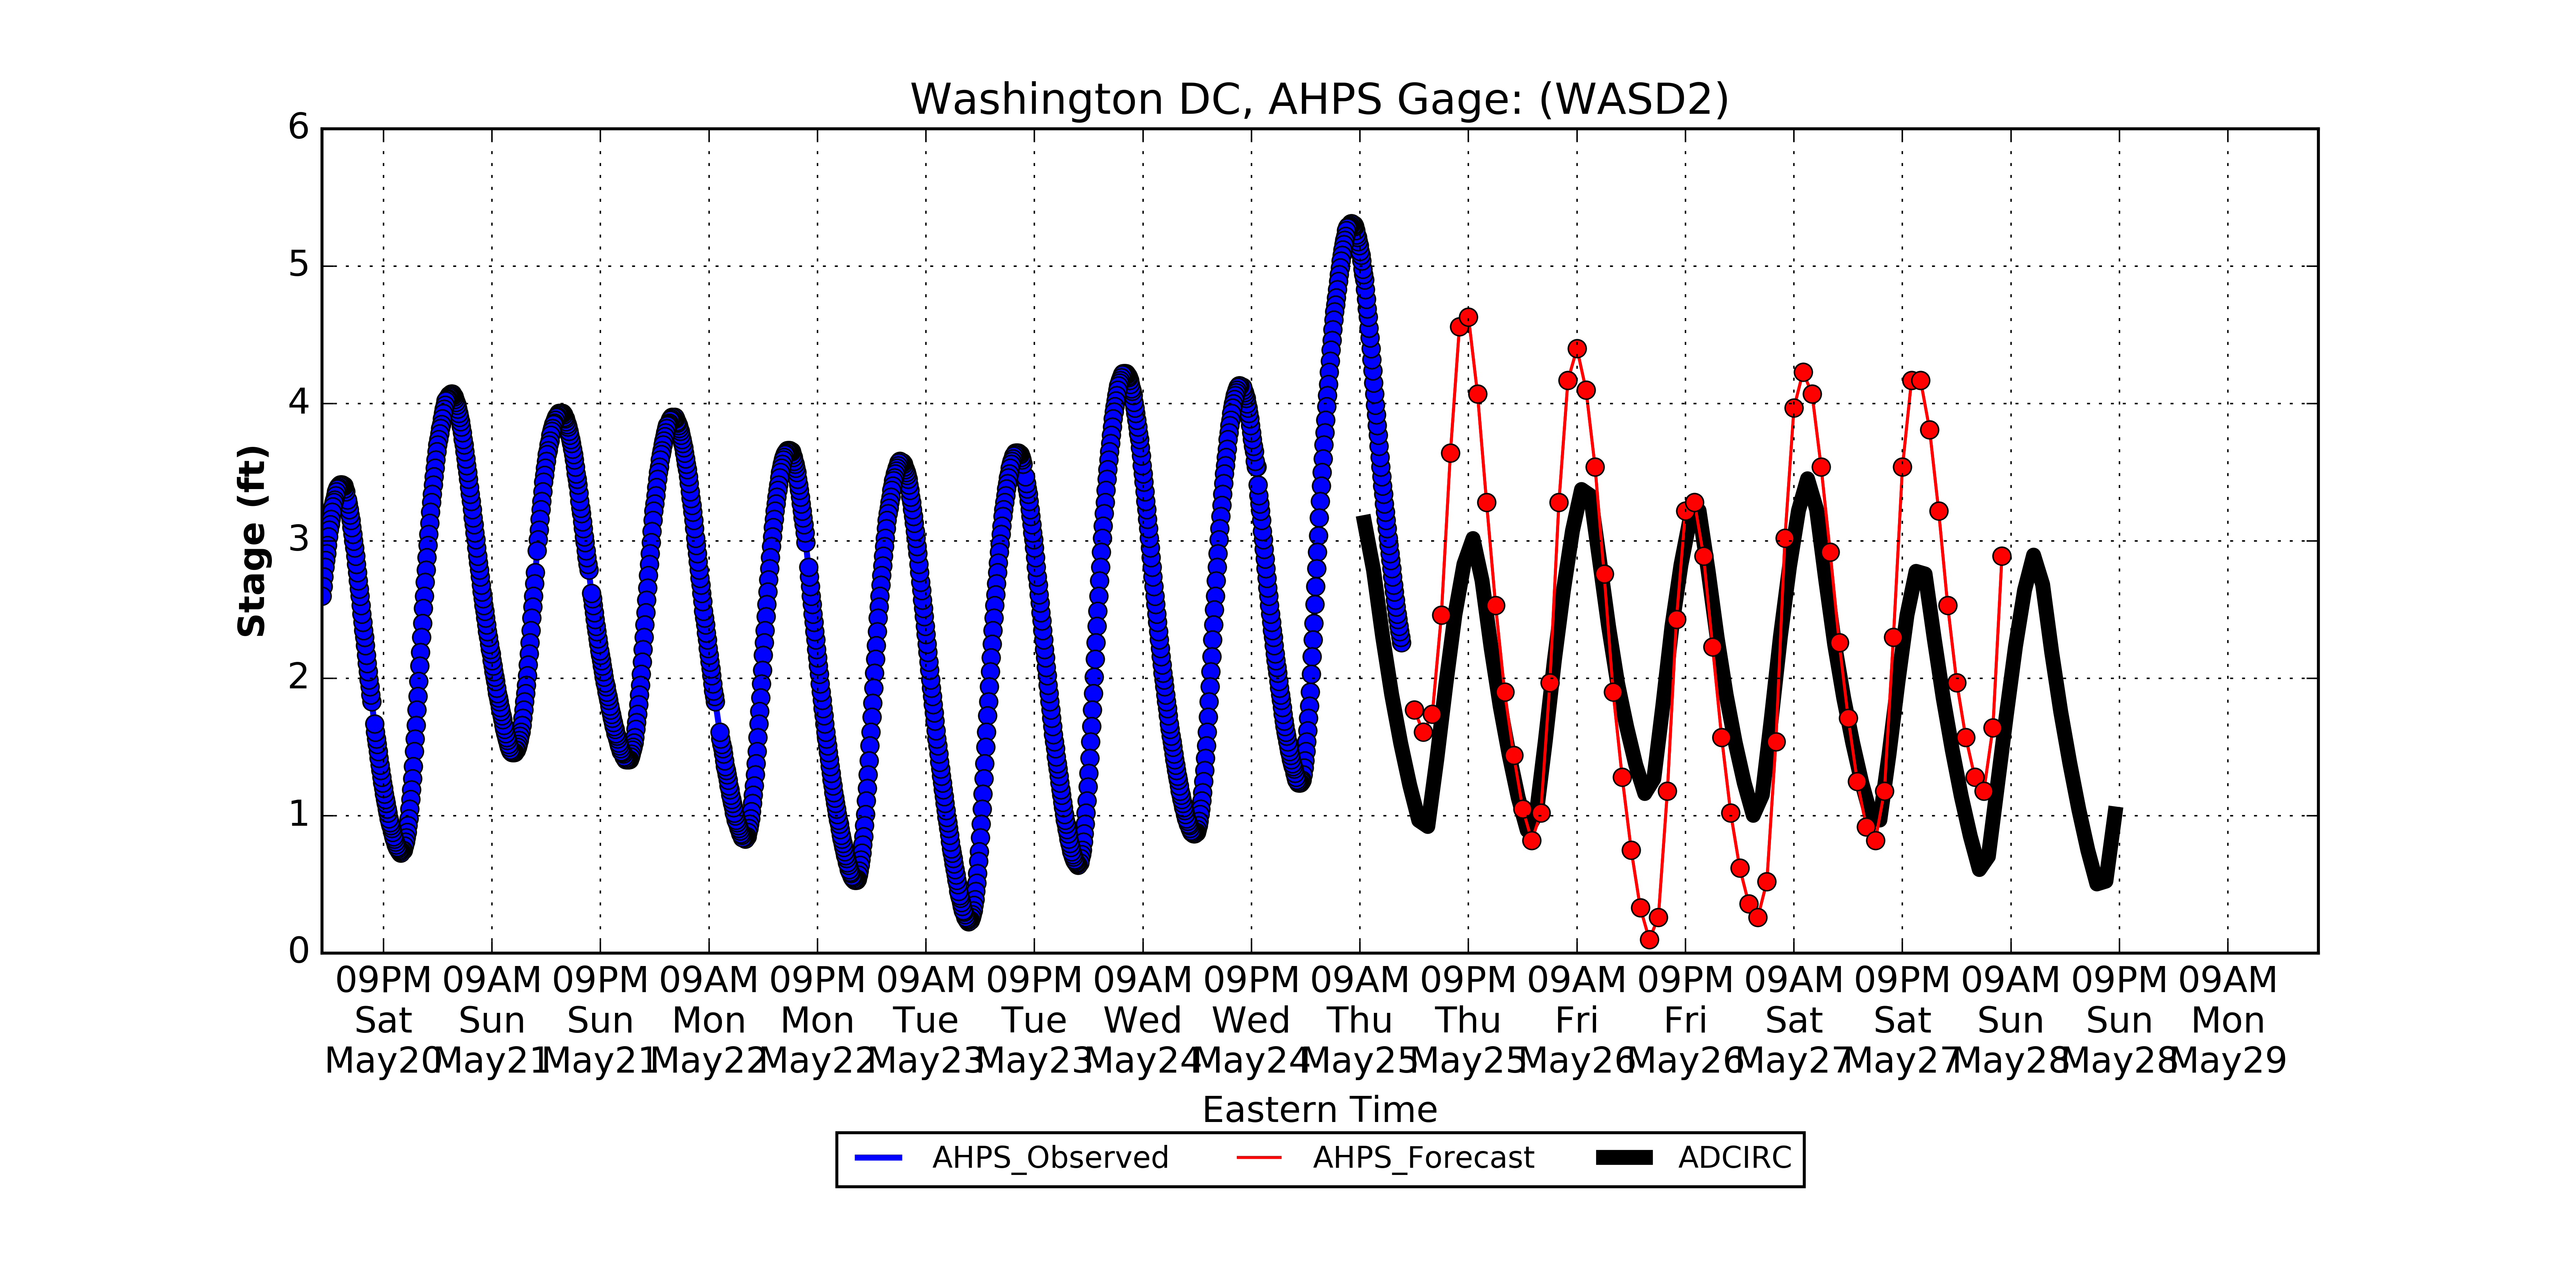 Washington DC, AHPS Gage: (WASD2)
6
5
4
3
2
1
0
Stage (ft)
09PM 09AM 09PM 09AM 09PM 09AM 09PM 09AM 09PM 09AM 09PM 09AM 09PM 09AM 09PM 09AM 09PM 09AM
Sat Sun Sun Mon Mon Tue Tue Wed Wed Thu Thu Fri Fri Sat Sat Sun Sun Mon
May20 May21 May21 May22 May22 May23 May23 May24 May24 May25 May25 May26 May26 May27 May27 May28 May28 May29
Eastern Time
AHPS_Observed AHPS_Forecast ADCIRC